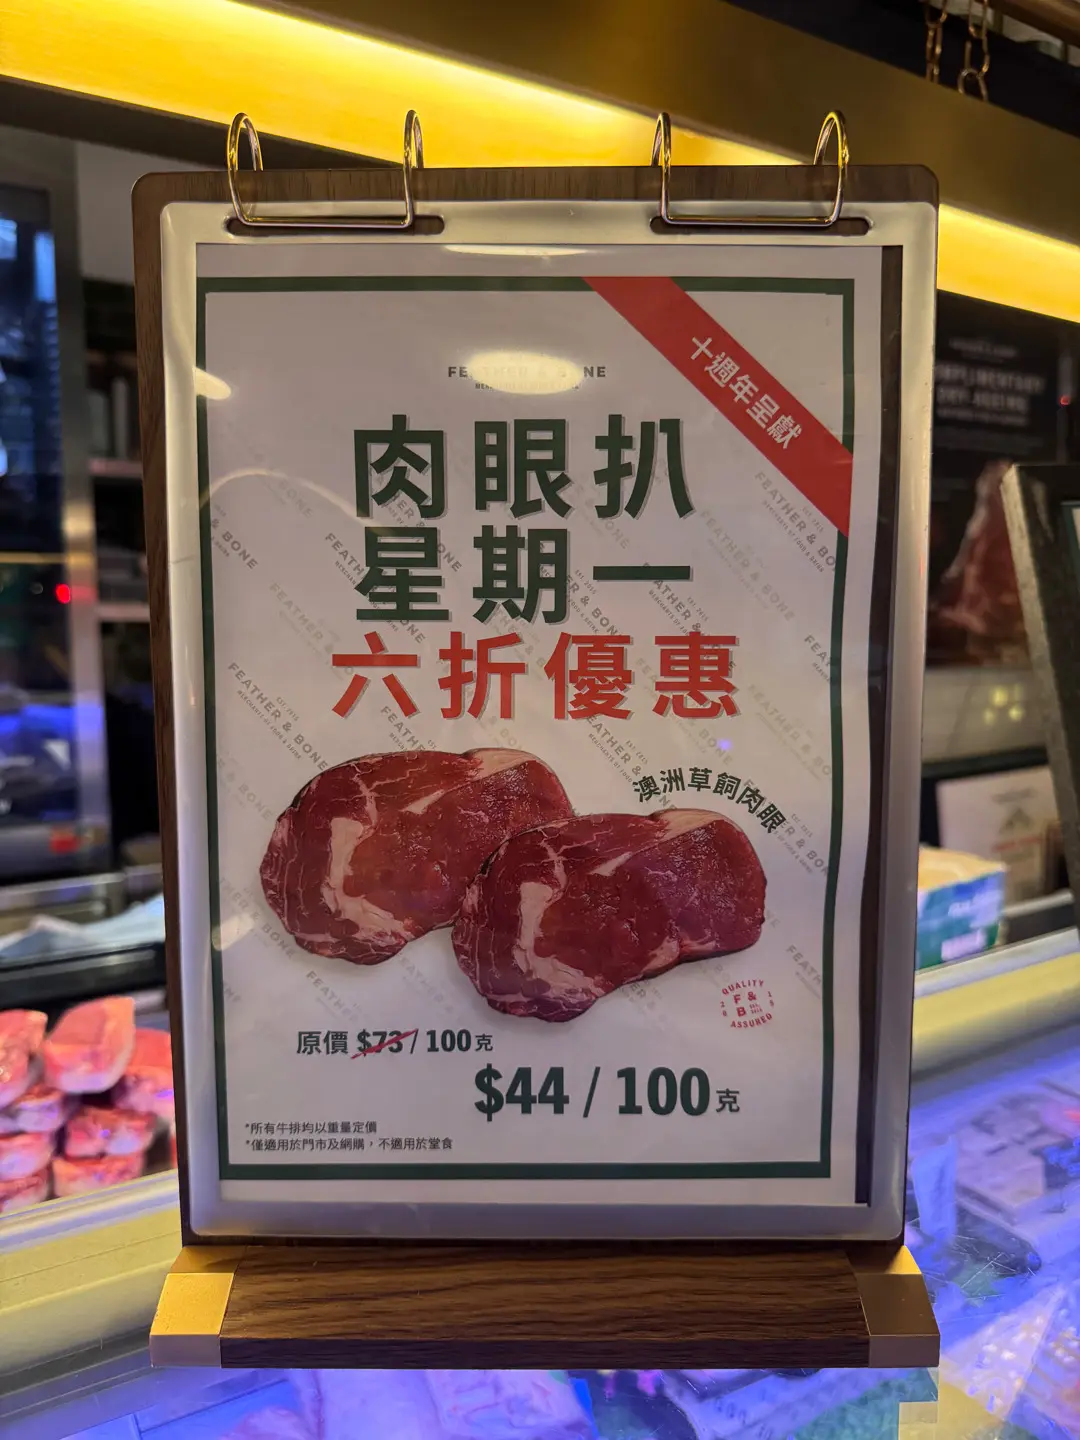 十週年呈獻
FEATHER & BONE
肉眼扒
星期一
六折優惠
澳洲草飼肉眼
QUALITY
F&
B
ASSURED
原價 $73 / 100克
$44 / 100克
*所有牛排均以重量定價
*僅適用於門市及網購，不適用於堂食